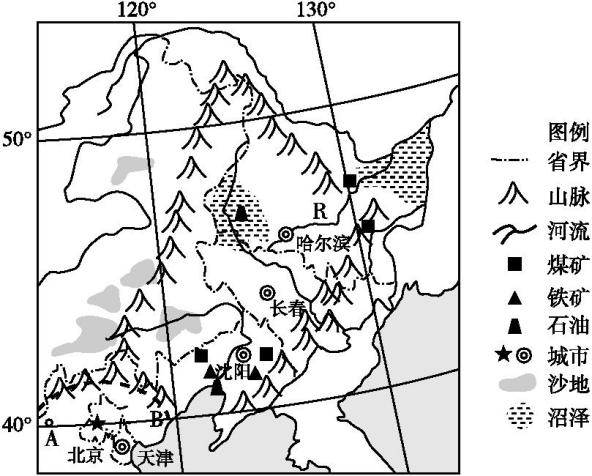 120°
130°
50°
R
哈尔滨
长春
沈阳
40°
A
B
北京
天津
图例
省界
山脉
河流
煤矿
铁矿
石油
城市
沙地
沼泽